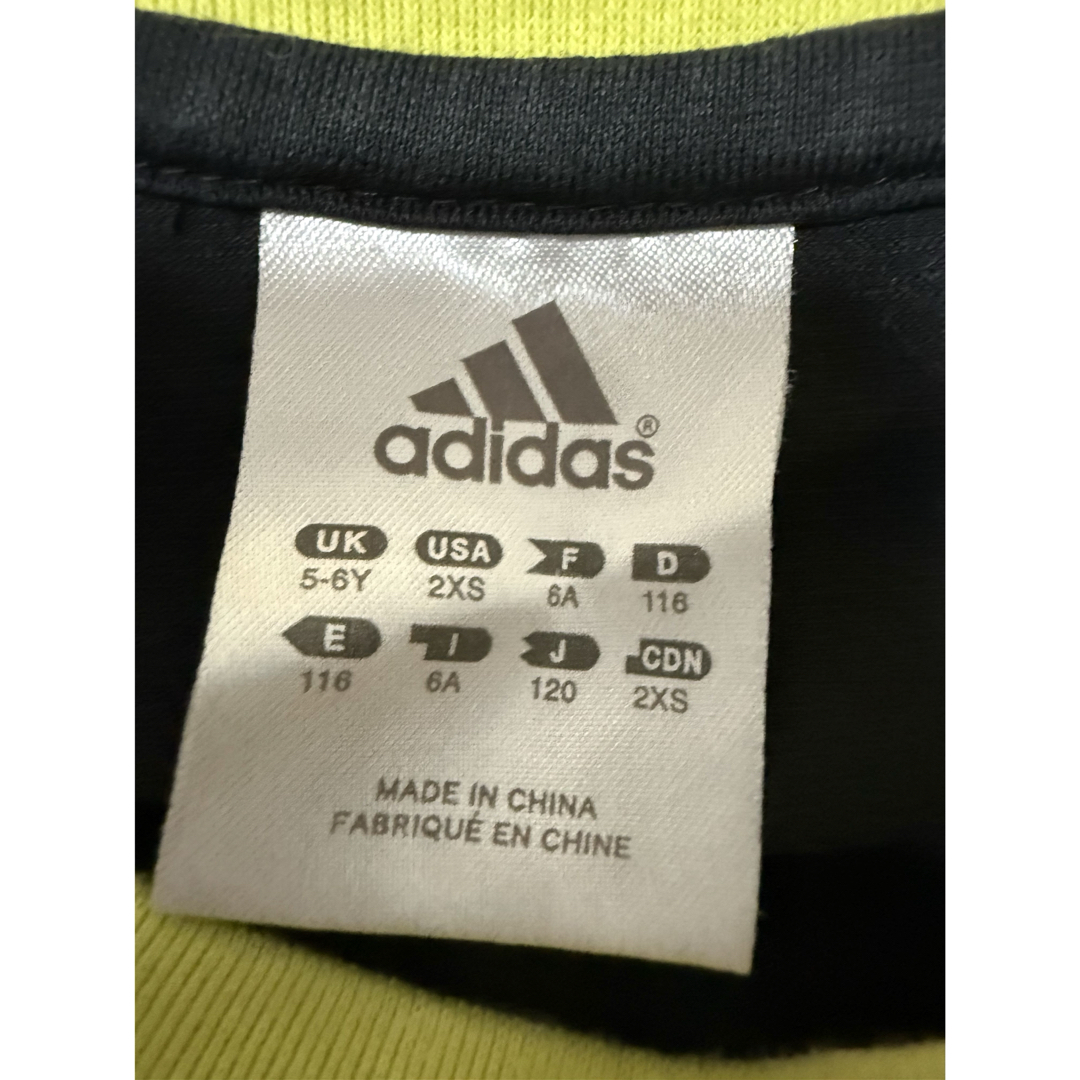 adidas®
UK USA F D
5-6Y 2XS 6A 116
E I J CDN
116 6A 120 2XS
MADE IN CHINA
FABRIQUÉ EN CHINE